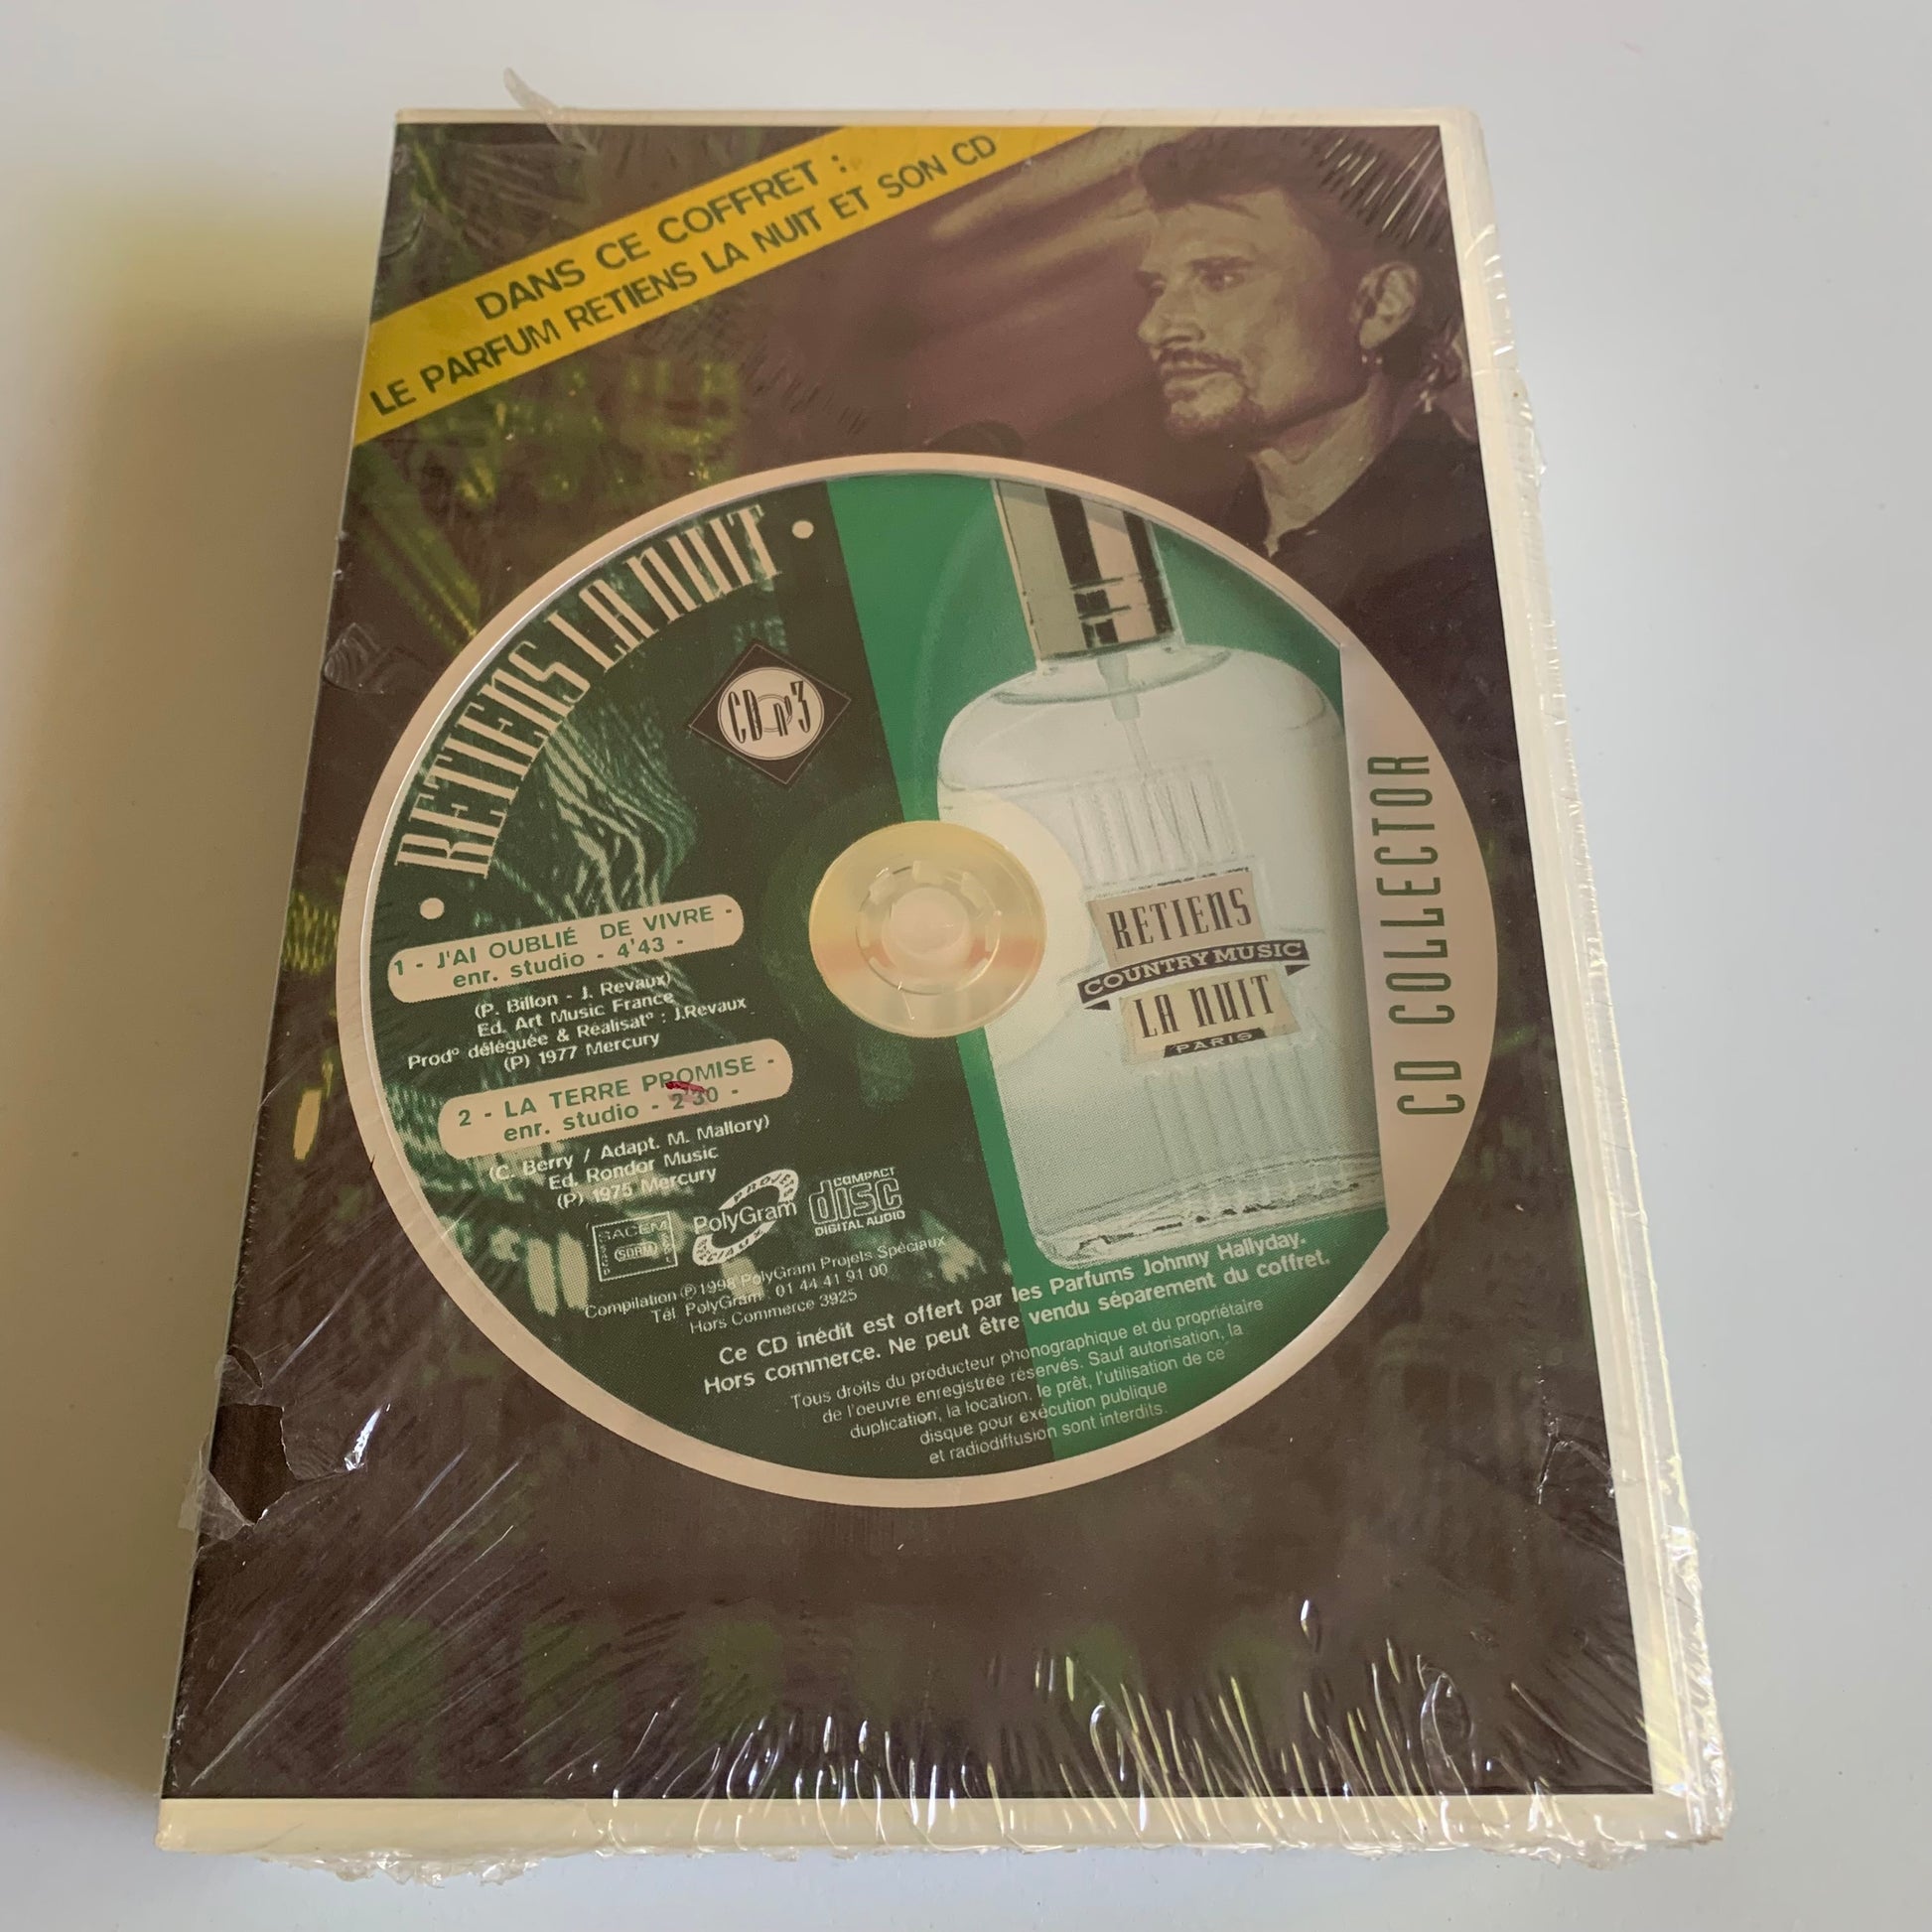 DANS CE COFFRET :
LE PARFUM RETIENS LA NUIT ET SON CD
• RETIENS LA NUIT •
CD n°3
1 - J'AI OUBLIÉ DE VIVRE -
enr. studio - 4'43 -
(P. Billon - J. Revaux)
Ed. Art Music France
Prod° déléguée & Réalisat° : J.Revaux
(P) 1977 Mercury
2 - LA TERRE PROMISE -
enr. studio - 2'30 -
(C. Berry / Adapt. M. Mallory)
Ed. Rondor Music
(P) 1975 Mercury
SACEM
SDRM
PROJETS
PolyGram
SPECIAUX
COMPACT
disc
DIGITAL AUDIO
Compilation ℗ 1998 PolyGram Projets Spéciaux
Tél PolyGram: 01 44 41 91 00
Hors Commerce 3925
Ce CD inédit est offert par les Parfums Johnny Hallyday.
Hors commerce. Ne peut être vendu séparement du coffret.
Tous droits du producteur phonographique et du propriétaire
de l'oeuvre enregistrée réservés. Sauf autorisation, la
duplication, la location, le prêt, l'utilisation de ce
disque pour exécution publique
et radiodiffusion sont interdits.
RETIENS
COUNTRY MUSIC
LA NUIT
PARIS
CD COLLECTOR